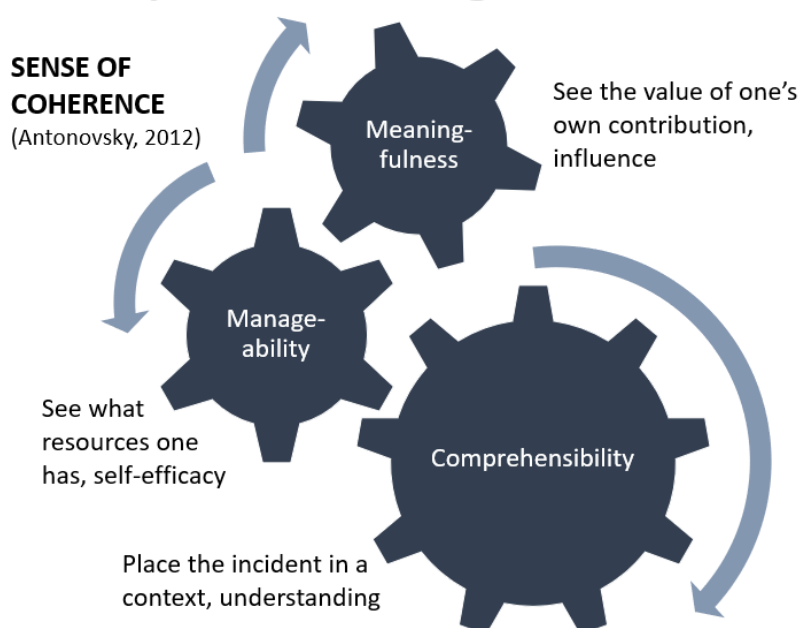 SENSE OF
COHERENCE
(Antonovsky, 2012)
Meaning-
fulness
See the value of one’s
own contribution,
influence
Manage-
ability
See what
resources one
has, self-efficacy
Comprehensibility
Place the incident in a
context, understanding